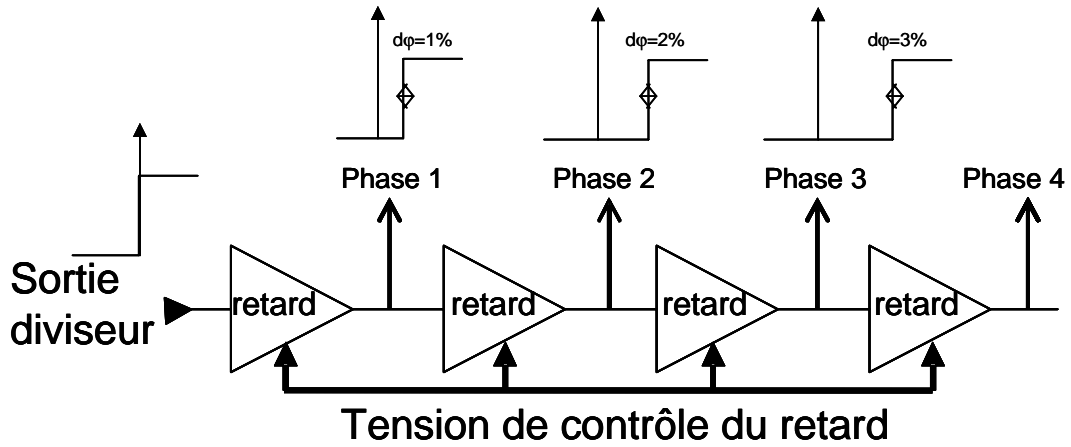 dφ=1%
dφ=2%
dφ=3%
Phase 1
Phase 2
Phase 3
Phase 4
Sortie
diviseur
retard
retard
retard
retard
Tension de contrôle du retard